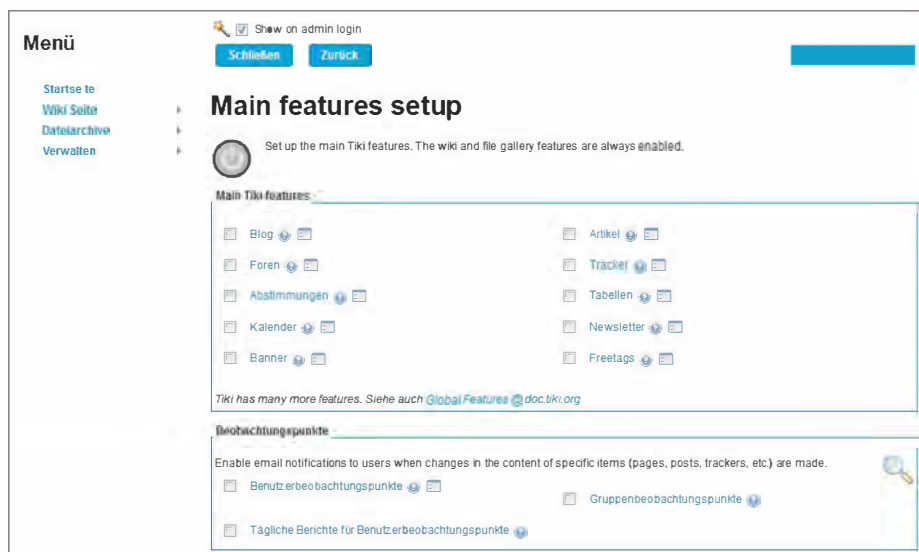 Menü
Startse te
Wiki Seite
Dateiarchive
Verwalten
Show on admin login
Schließen
Zurück
Main features setup
Set up the main Tiki features. The wiki and file gallery features are always enabled.
Main Tiki features
Blog
Artikel
Foren
Tracker
Abstimmungen
Tabellen
Kalender
Newsletter
Banner
Freetags
Tiki has many more features. Siehe auch Global Features @ doc.tiki.org
Beobachtungspunkte
Enable email notifications to users when changes in the content of specific items (pages, posts, trackers, etc.) are made.
Benutzerbeobachtungspunkte
Gruppenbeobachtungspunkte
Tägliche Berichte für Benutzerbeobachtungspunkte